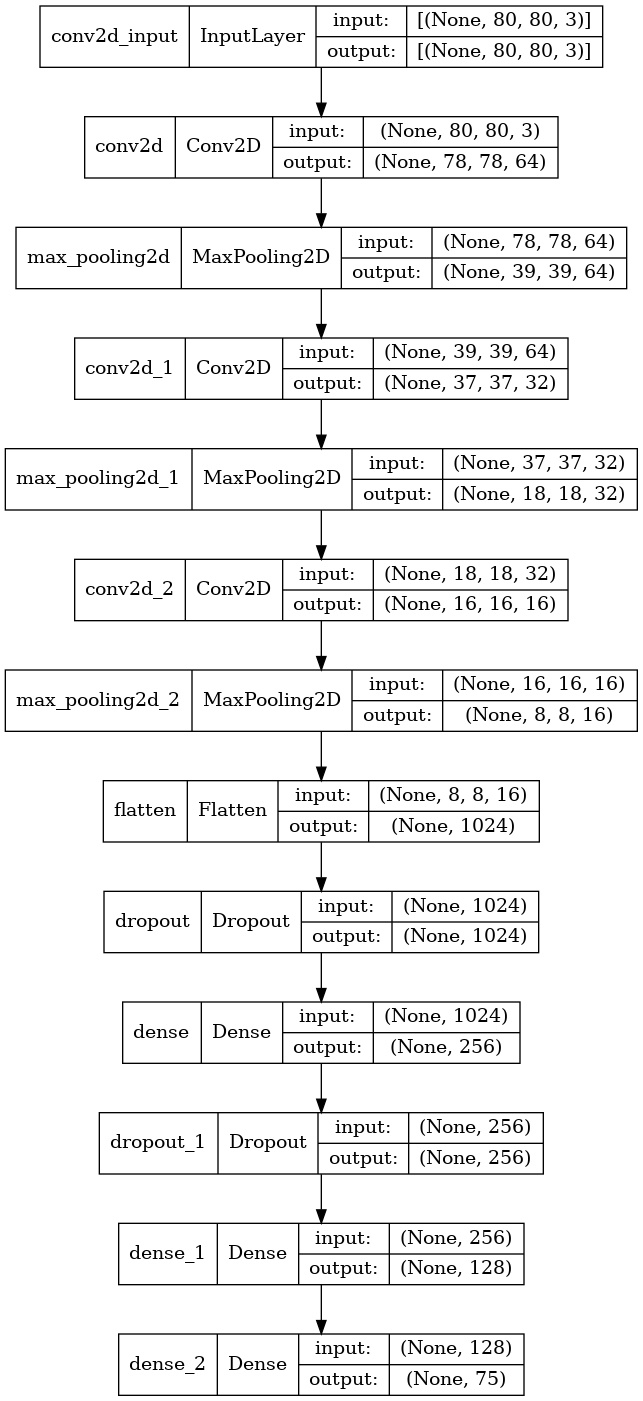 conv2d_input InputLayer input: [(None, 80, 80, 3)]
output: [(None, 80, 80, 3)]
conv2d Conv2D input: (None, 80, 80, 3)
output: (None, 78, 78, 64)
max_pooling2d MaxPooling2D input: (None, 78, 78, 64)
output: (None, 39, 39, 64)
conv2d_1 Conv2D input: (None, 39, 39, 64)
output: (None, 37, 37, 32)
max_pooling2d_1 MaxPooling2D input: (None, 37, 37, 32)
output: (None, 18, 18, 32)
conv2d_2 Conv2D input: (None, 18, 18, 32)
output: (None, 16, 16, 16)
max_pooling2d_2 MaxPooling2D input: (None, 16, 16, 16)
output: (None, 8, 8, 16)
flatten Flatten input: (None, 8, 8, 16)
output: (None, 1024)
dropout Dropout input: (None, 1024)
output: (None, 1024)
dense Dense input: (None, 1024)
output: (None, 256)
dropout_1 Dropout input: (None, 256)
output: (None, 256)
dense_1 Dense input: (None, 256)
output: (None, 128)
dense_2 Dense input: (None, 128)
output: (None, 75)